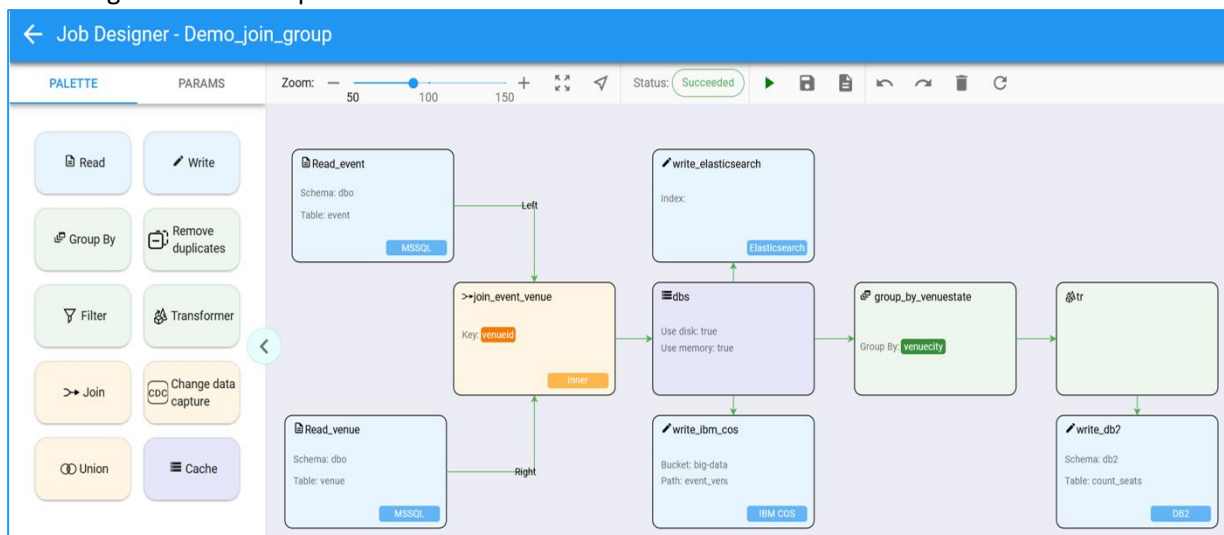 Job Designer - Demo_join_group
PALETTE
PARAMS
Zoom:
50
100
150
Status: Succeeded
Read
Write
Group By
Remove
duplicates
Filter
Transformer
Join
CDC
Change data
capture
Union
Cache
Read_event
Schema: dbo
Table: event
MSSQL
Left
write_elasticsearch
Index:
Elasticsearch
join_event_venue
Key: venueid
Inner
dbs
Use disk: true
Use memory: true
group_by_venuestate
Group By: venuecity
tr
Read_venue
Schema: dbo
Table: venue
MSSQL
Right
write_ibm_cos
Bucket: big-data
Path: event_venu
IBM COS
write_db2
Schema: db2
Table: count_seats
DB2